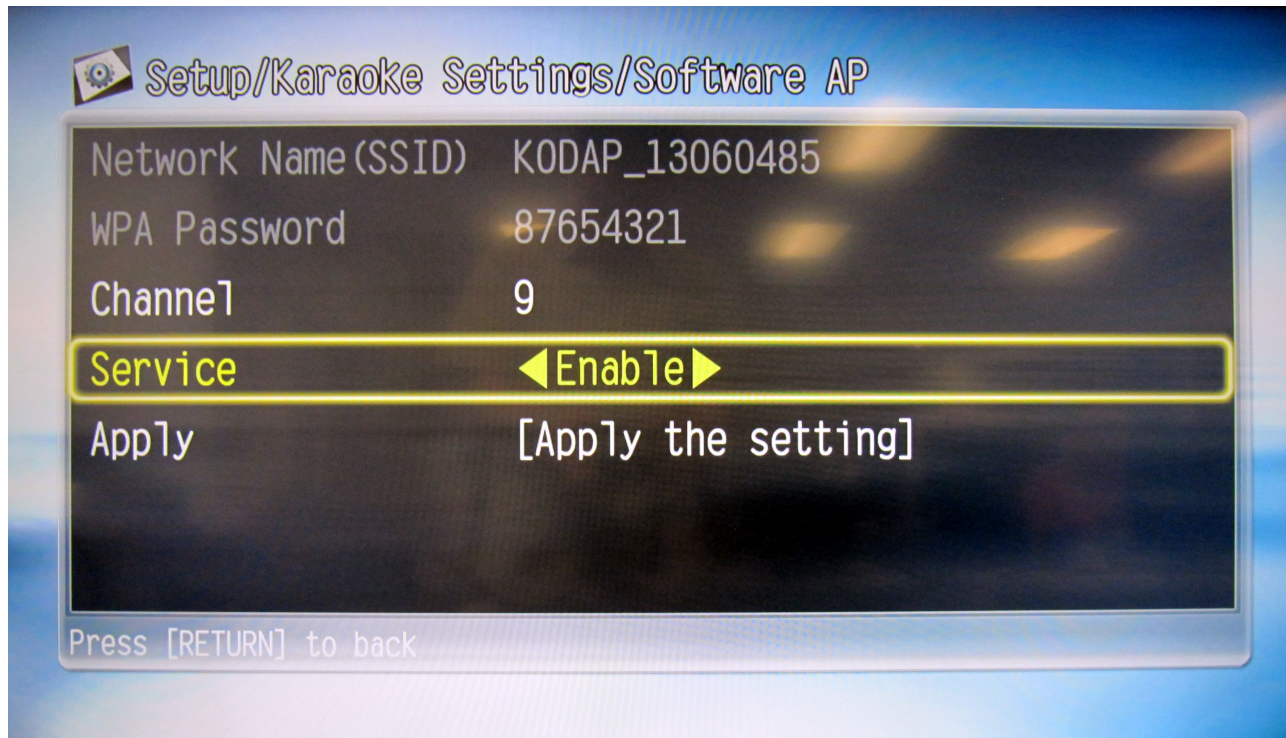 Setup/Karaoke Settings/Software AP
Network Name(SSID) KODAP_13060485
WPA Password 87654321
Channel 9
Service ◀Enable▶
Apply [Apply the setting]
Press [RETURN] to back